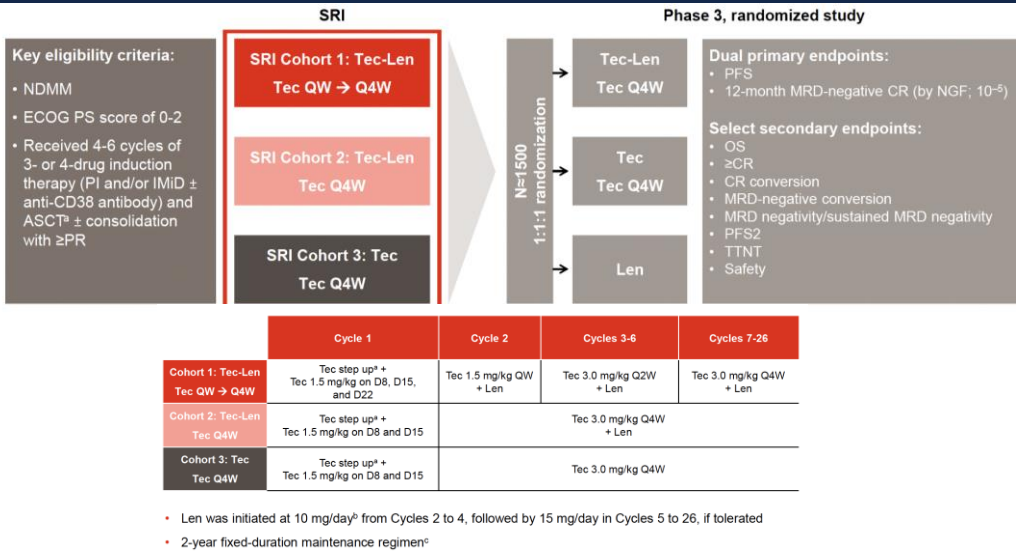 SRI
Phase 3, randomized study
Key eligibility criteria:
• NDMM
• ECOG PS score of 0-2
• Received 4-6 cycles of
3- or 4-drug induction
therapy (PI and/or IMiD ±
anti-CD38 antibody) and
ASCTᵃ ± consolidation
with ≥PR
SRI Cohort 1: Tec-Len
Tec QW → Q4W
SRI Cohort 2: Tec-Len
Tec Q4W
SRI Cohort 3: Tec
Tec Q4W
N≈1500
1:1:1 randomization
Tec-Len
Tec Q4W
Tec
Tec Q4W
Len
Dual primary endpoints:
• PFS
• 12-month MRD-negative CR (by NGF; 10⁻⁵)
Select secondary endpoints:
• OS
• ≥CR
• CR conversion
• MRD-negative conversion
• MRD negativity/sustained MRD negativity
• PFS2
• TTNT
• Safety
Cycle 1
Cycle 2
Cycles 3-6
Cycles 7-26
Cohort 1: Tec-Len
Tec QW → Q4W
Tec step upᵃ +
Tec 1.5 mg/kg on D8, D15,
and D22
Tec 1.5 mg/kg QW
+ Len
Tec 3.0 mg/kg Q2W
+ Len
Tec 3.0 mg/kg Q4W
+ Len
Cohort 2: Tec-Len
Tec Q4W
Tec step upᵃ +
Tec 1.5 mg/kg on D8 and D15
Tec 3.0 mg/kg Q4W
+ Len
Cohort 3: Tec
Tec Q4W
Tec step upᵃ +
Tec 1.5 mg/kg on D8 and D15
Tec 3.0 mg/kg Q4W
• Len was initiated at 10 mg/dayᵇ from Cycles 2 to 4, followed by 15 mg/day in Cycles 5 to 26, if tolerated
• 2-year fixed-duration maintenance regimenᶜ